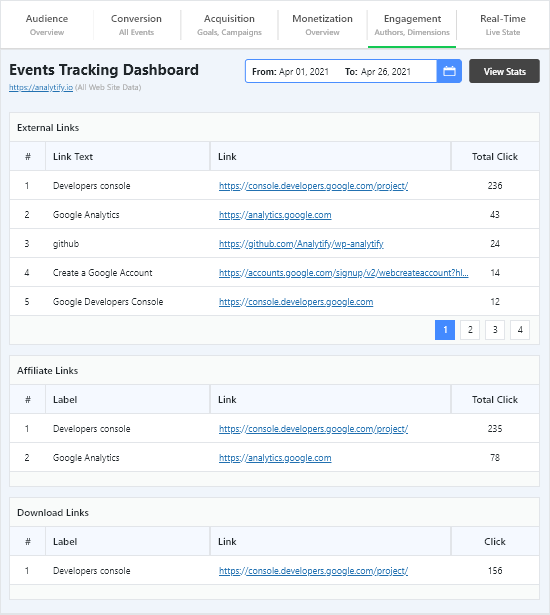 Audience Conversion Acquisition Monetization Engagement Real-Time
Overview All Events Goals, Campaigns Overview Authors, Dimensions Live State
Events Tracking Dashboard From: Apr 01, 2021 To: Apr 26, 2021 View Stats
https://analytify.io (All Web Site Data)
External Links
# Link Text Link Total Click
1 Developers console https://console.developers.google.com/project/ 236
2 Google Analytics https://analytics.google.com 43
3 github https://github.com/Analytify/wp-analytify 24
4 Create a Google Account https://accounts.google.com/signup/v2/webcreateaccount?hl... 14
5 Google Developers Console https://console.developers.google.com 12
1 2 3 4
Affiliate Links
# Label Link Total Click
1 Developers console https://console.developers.google.com/project/ 235
2 Google Analytics https://analytics.google.com 78
Download Links
# Label Link Click
1 Developers console https://console.developers.google.com/project/ 156